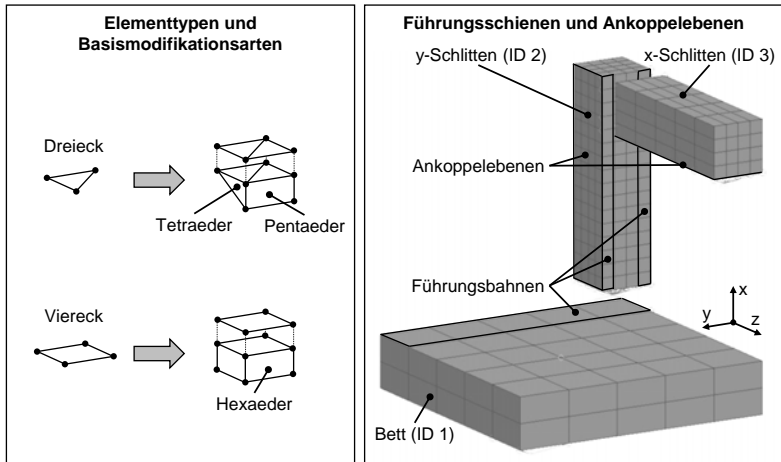 Elementtypen und
Basismodifikationsarten
Dreieck
Tetraeder
Pentaeder
Viereck
Hexaeder
Führungsschienen und Ankoppelebenen
y-Schlitten (ID 2)
x-Schlitten (ID 3)
Ankoppelebenen
Führungsbahnen
x
y
z
Bett (ID 1)